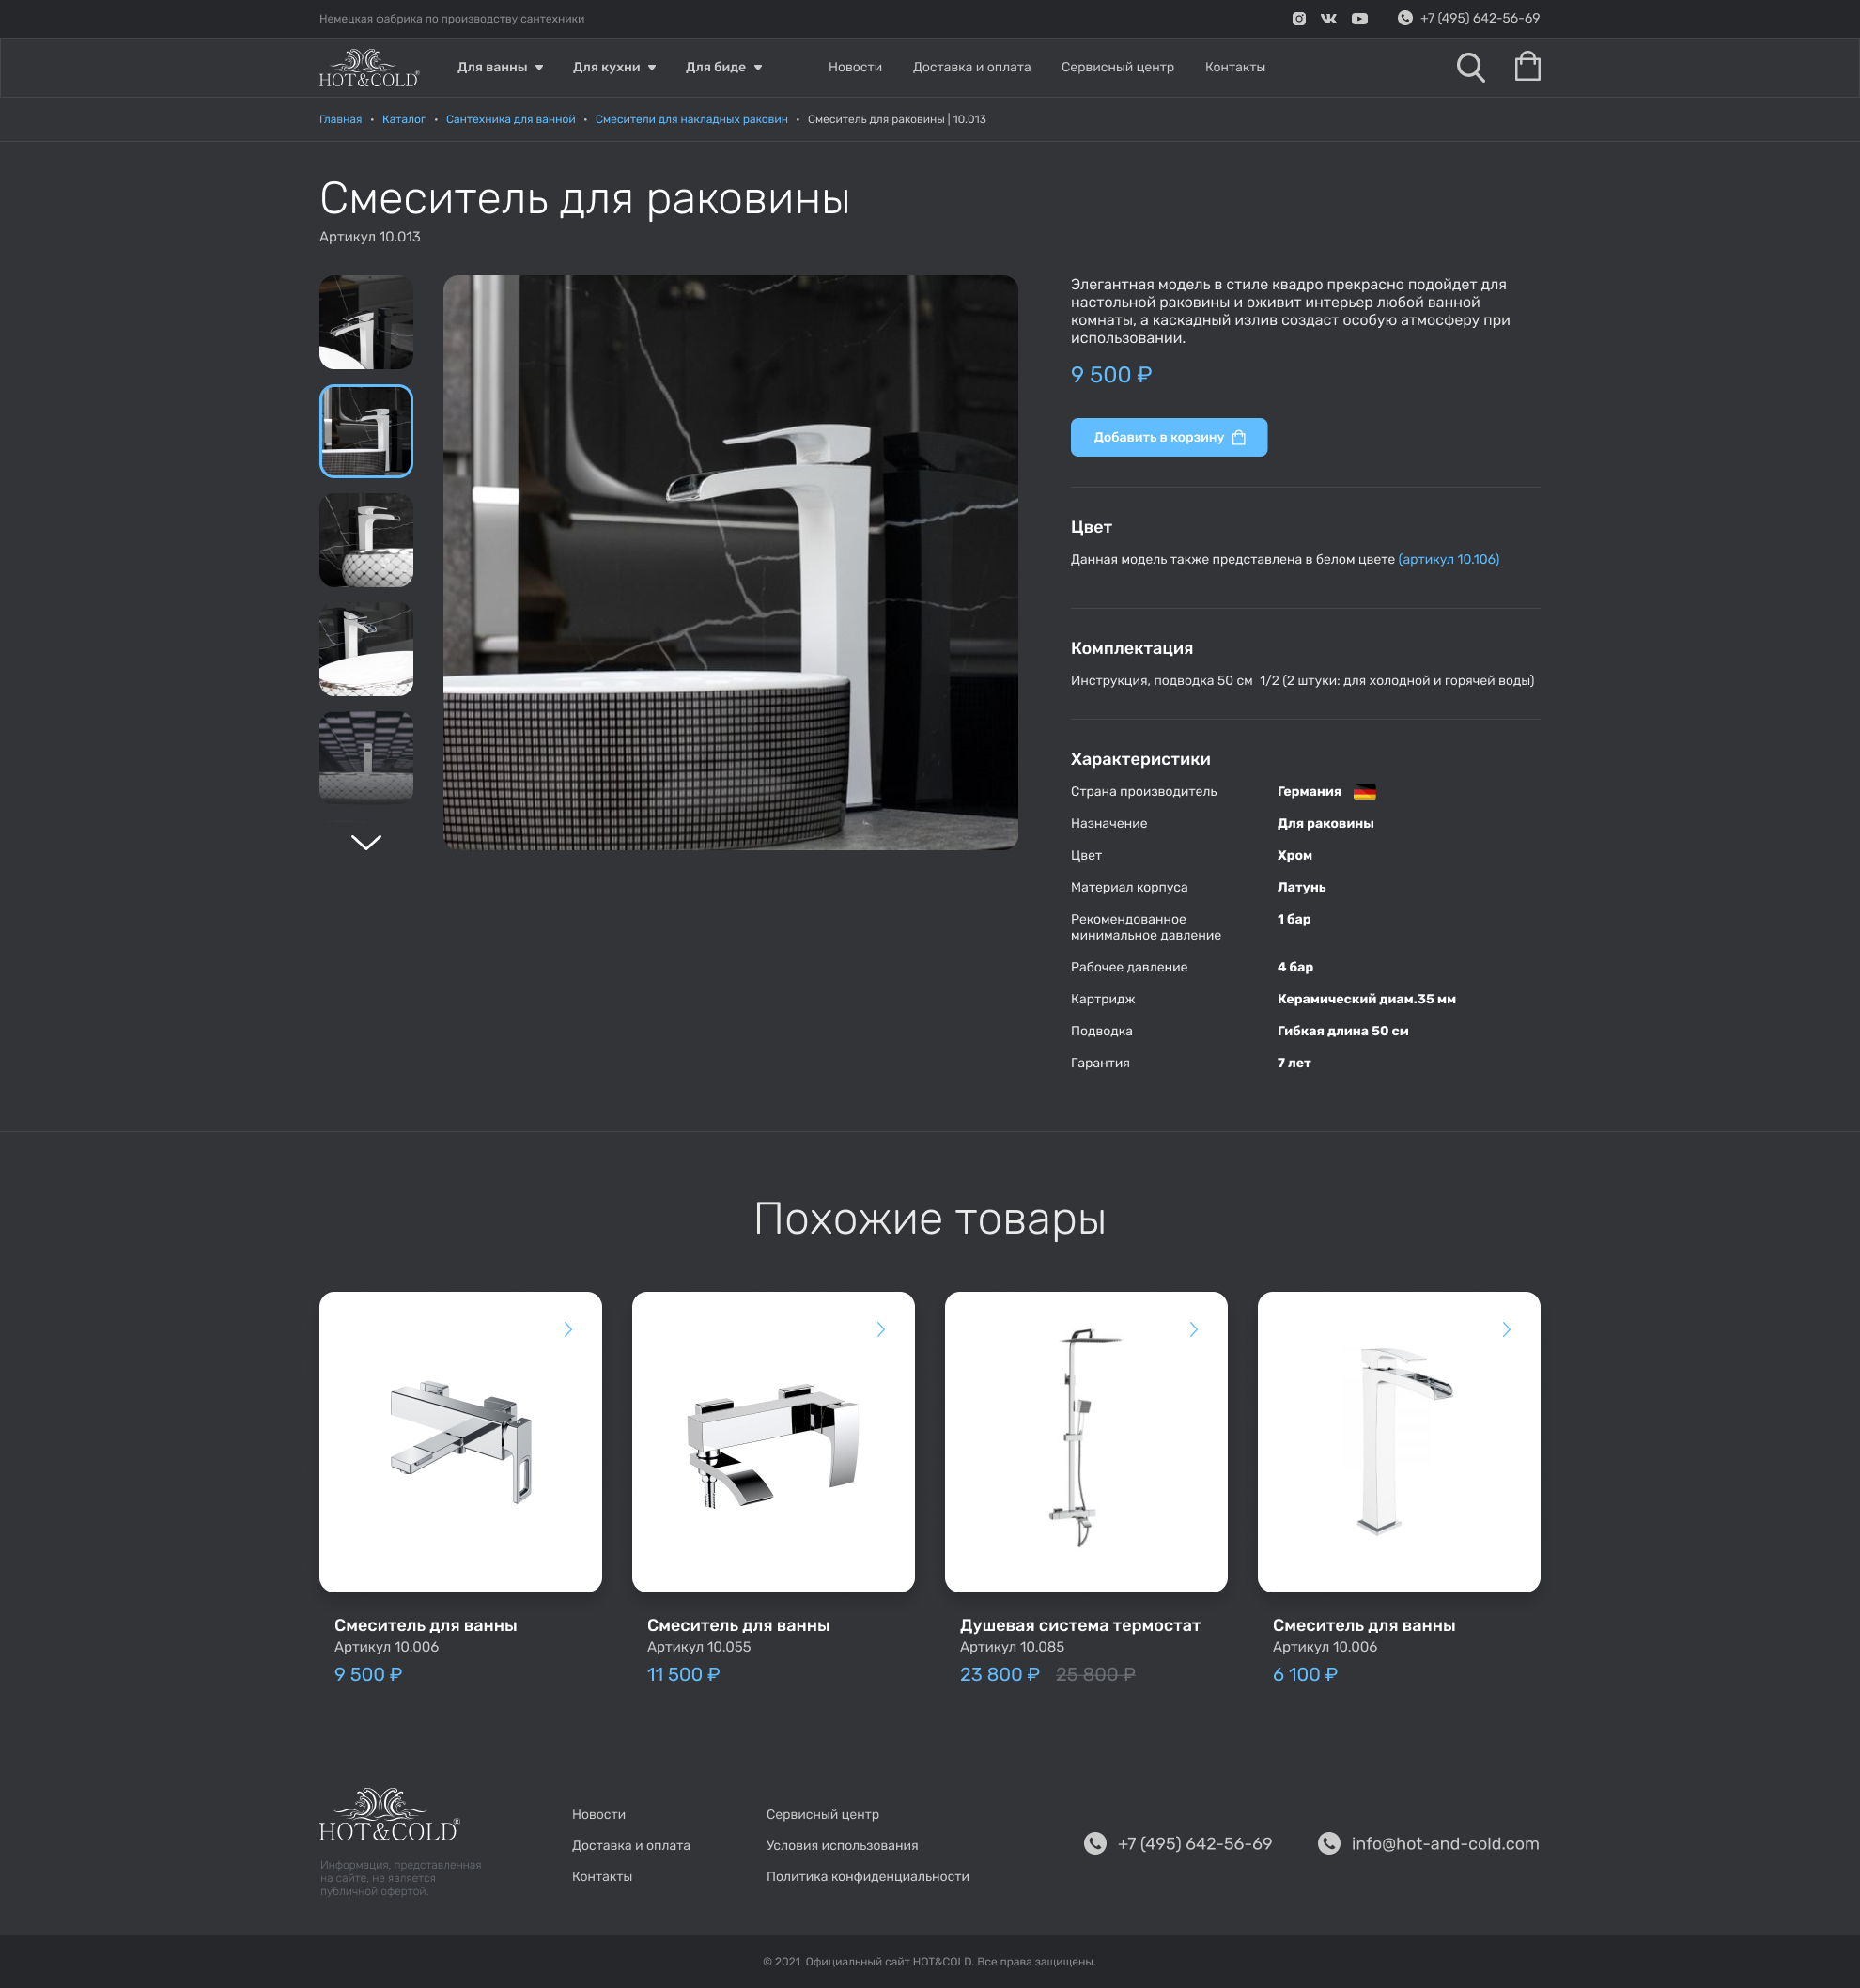 Немецкая фабрика по производству сантехники
+7 (495) 642-56-69
HOT&COLD®
Для ванны
Для кухни
Для биде
Новости
Доставка и оплата
Сервисный центр
Контакты
Главная • Каталог • Сантехника для ванной • Смесители для накладных раковин • Смеситель для раковины | 10.013
Смеситель для раковины
Артикул 10.013
Элегантная модель в стиле квадро прекрасно подойдет для
настольной раковины и оживит интерьер любой ванной
комнаты, а каскадный излив создаст особую атмосферу при
использовании.
9 500 ₽
Добавить в корзину
Цвет
Данная модель также представлена в белом цвете (артикул 10.106)
Комплектация
Инструкция, подводка 50 см  1/2 (2 штуки: для холодной и горячей воды)
Характеристики
Страна производитель Германия
Назначение Для раковины
Цвет Хром
Материал корпуса Латунь
Рекомендованное 1 бар
минимальное давление
Рабочее давление 4 бар
Картридж Керамический диам.35 мм
Подводка Гибкая длина 50 см
Гарантия 7 лет
Похожие товары
Смеситель для ванны
Артикул 10.006
9 500 ₽
Смеситель для ванны
Артикул 10.055
11 500 ₽
Душевая система термостат
Артикул 10.085
23 800 ₽ 25 800 ₽
Смеситель для ванны
Артикул 10.006
6 100 ₽
HOT&COLD®
Информация, представленная
на сайте, не является
публичной офертой.
Новости
Доставка и оплата
Контакты
Сервисный центр
Условия использования
Политика конфиденциальности
+7 (495) 642-56-69
info@hot-and-cold.com
© 2021  Официальный сайт HOT&COLD. Все права защищены.